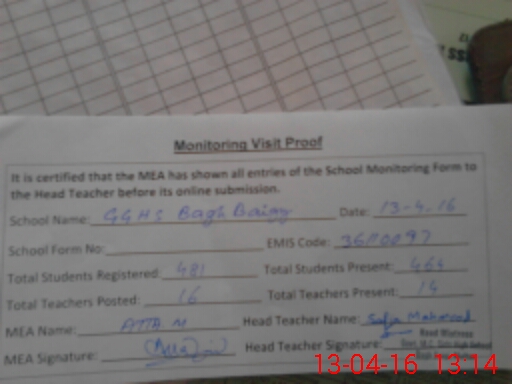 Monitoring Visit Proof
It is certified that the MEA has shown all entries of the School Monitoring Form to
the Head Teacher before its online submission.
School Name: GGHS Bagh Date: 13-4-16
School Form No: EMIS Code:
Total Students Registered: 481 Total Students Present: 464
Total Teachers Posted: 16 Total Teachers Present: 14
MEA Name: ATTA M Head Teacher Name: Mahmood
Head Mistress
MEA Signature: Head Teacher Signature:
13-04-16 13:14